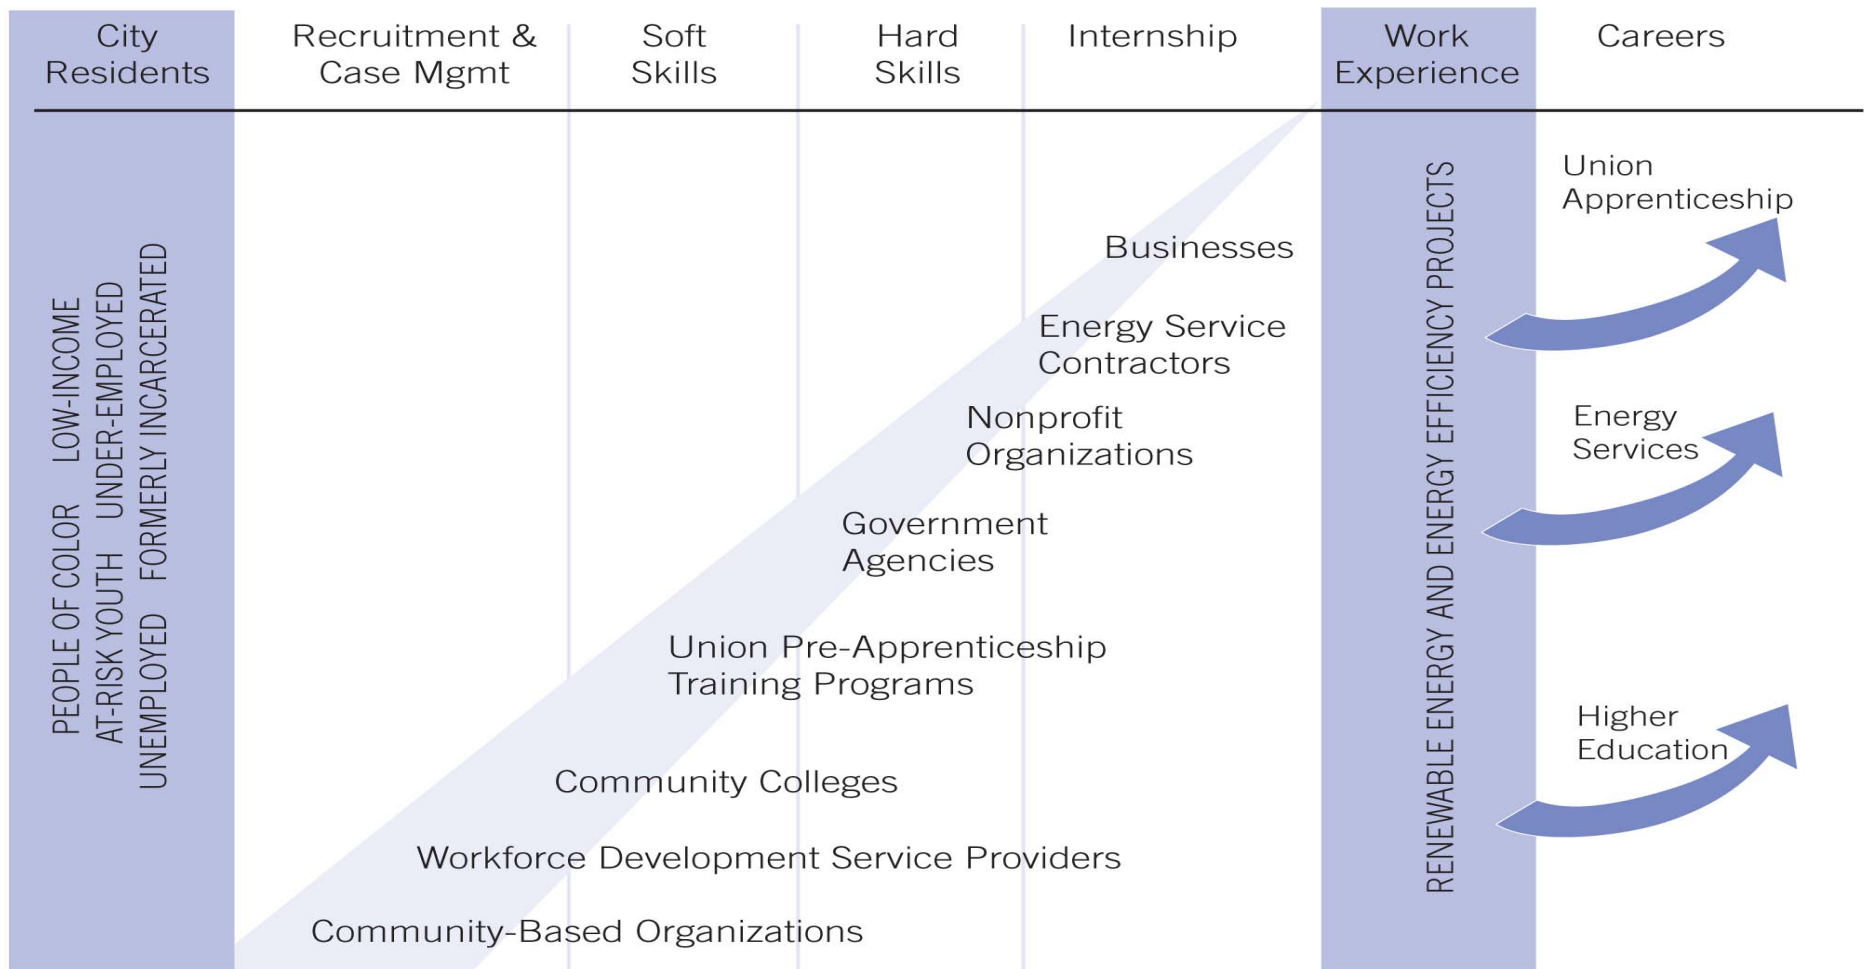 City
Residents
Recruitment &
Case Mgmt
Soft
Skills
Hard
Skills
Internship
Work
Experience
Careers
PEOPLE OF COLOR LOW-INCOME
AT-RISK YOUTH UNDER-EMPLOYED
UNEMPLOYED FORMERLY INCARCERATED
Businesses
Energy Service
Contractors
Nonprofit
Organizations
Government
Agencies
Union Pre-Apprenticeship
Training Programs
Community Colleges
Workforce Development Service Providers
Community-Based Organizations
RENEWABLE ENERGY AND ENERGY EFFICIENCY PROJECTS
Union
Apprenticeship
Energy
Services
Higher
Education